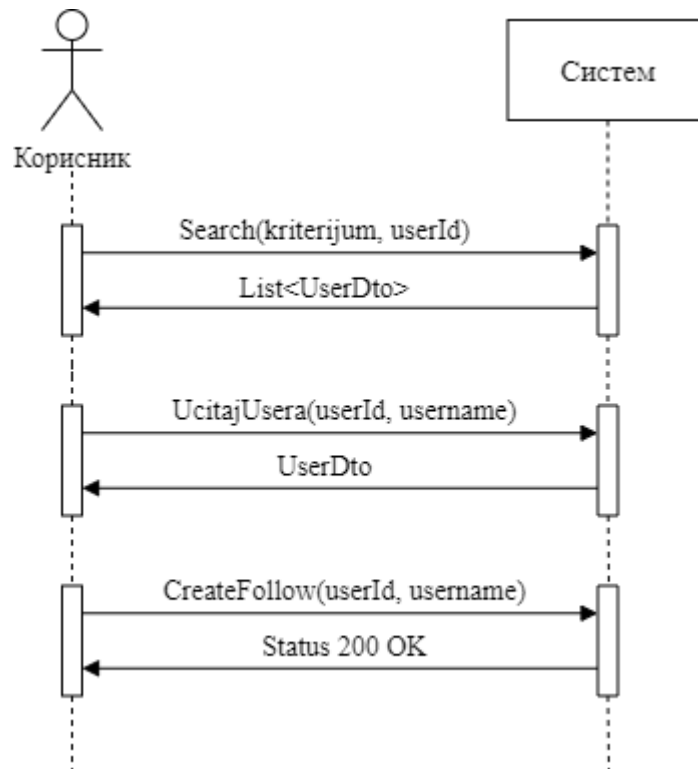 Систем
Корисник
Search(kriterijum, userId)
List<UserDto>
UcitajUsera(userId, username)
UserDto
CreateFollow(userId, username)
Status 200 OK